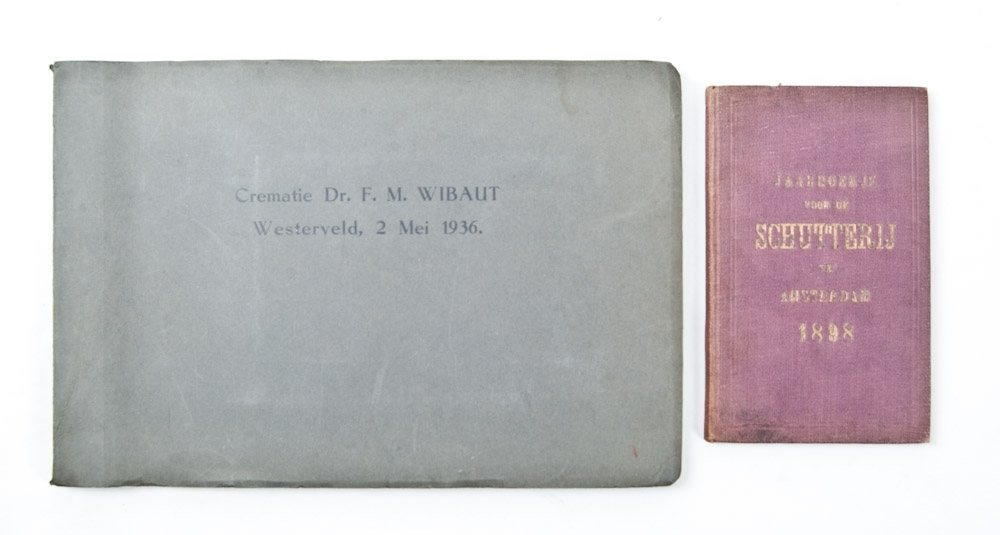 Crematie Dr. F. M. WIBAUT
Westerveld, 2 Mei 1936.
JAARBOEKJE
VOOR DE
SCHUTTERIJ
VAN
AMSTERDAM
1898